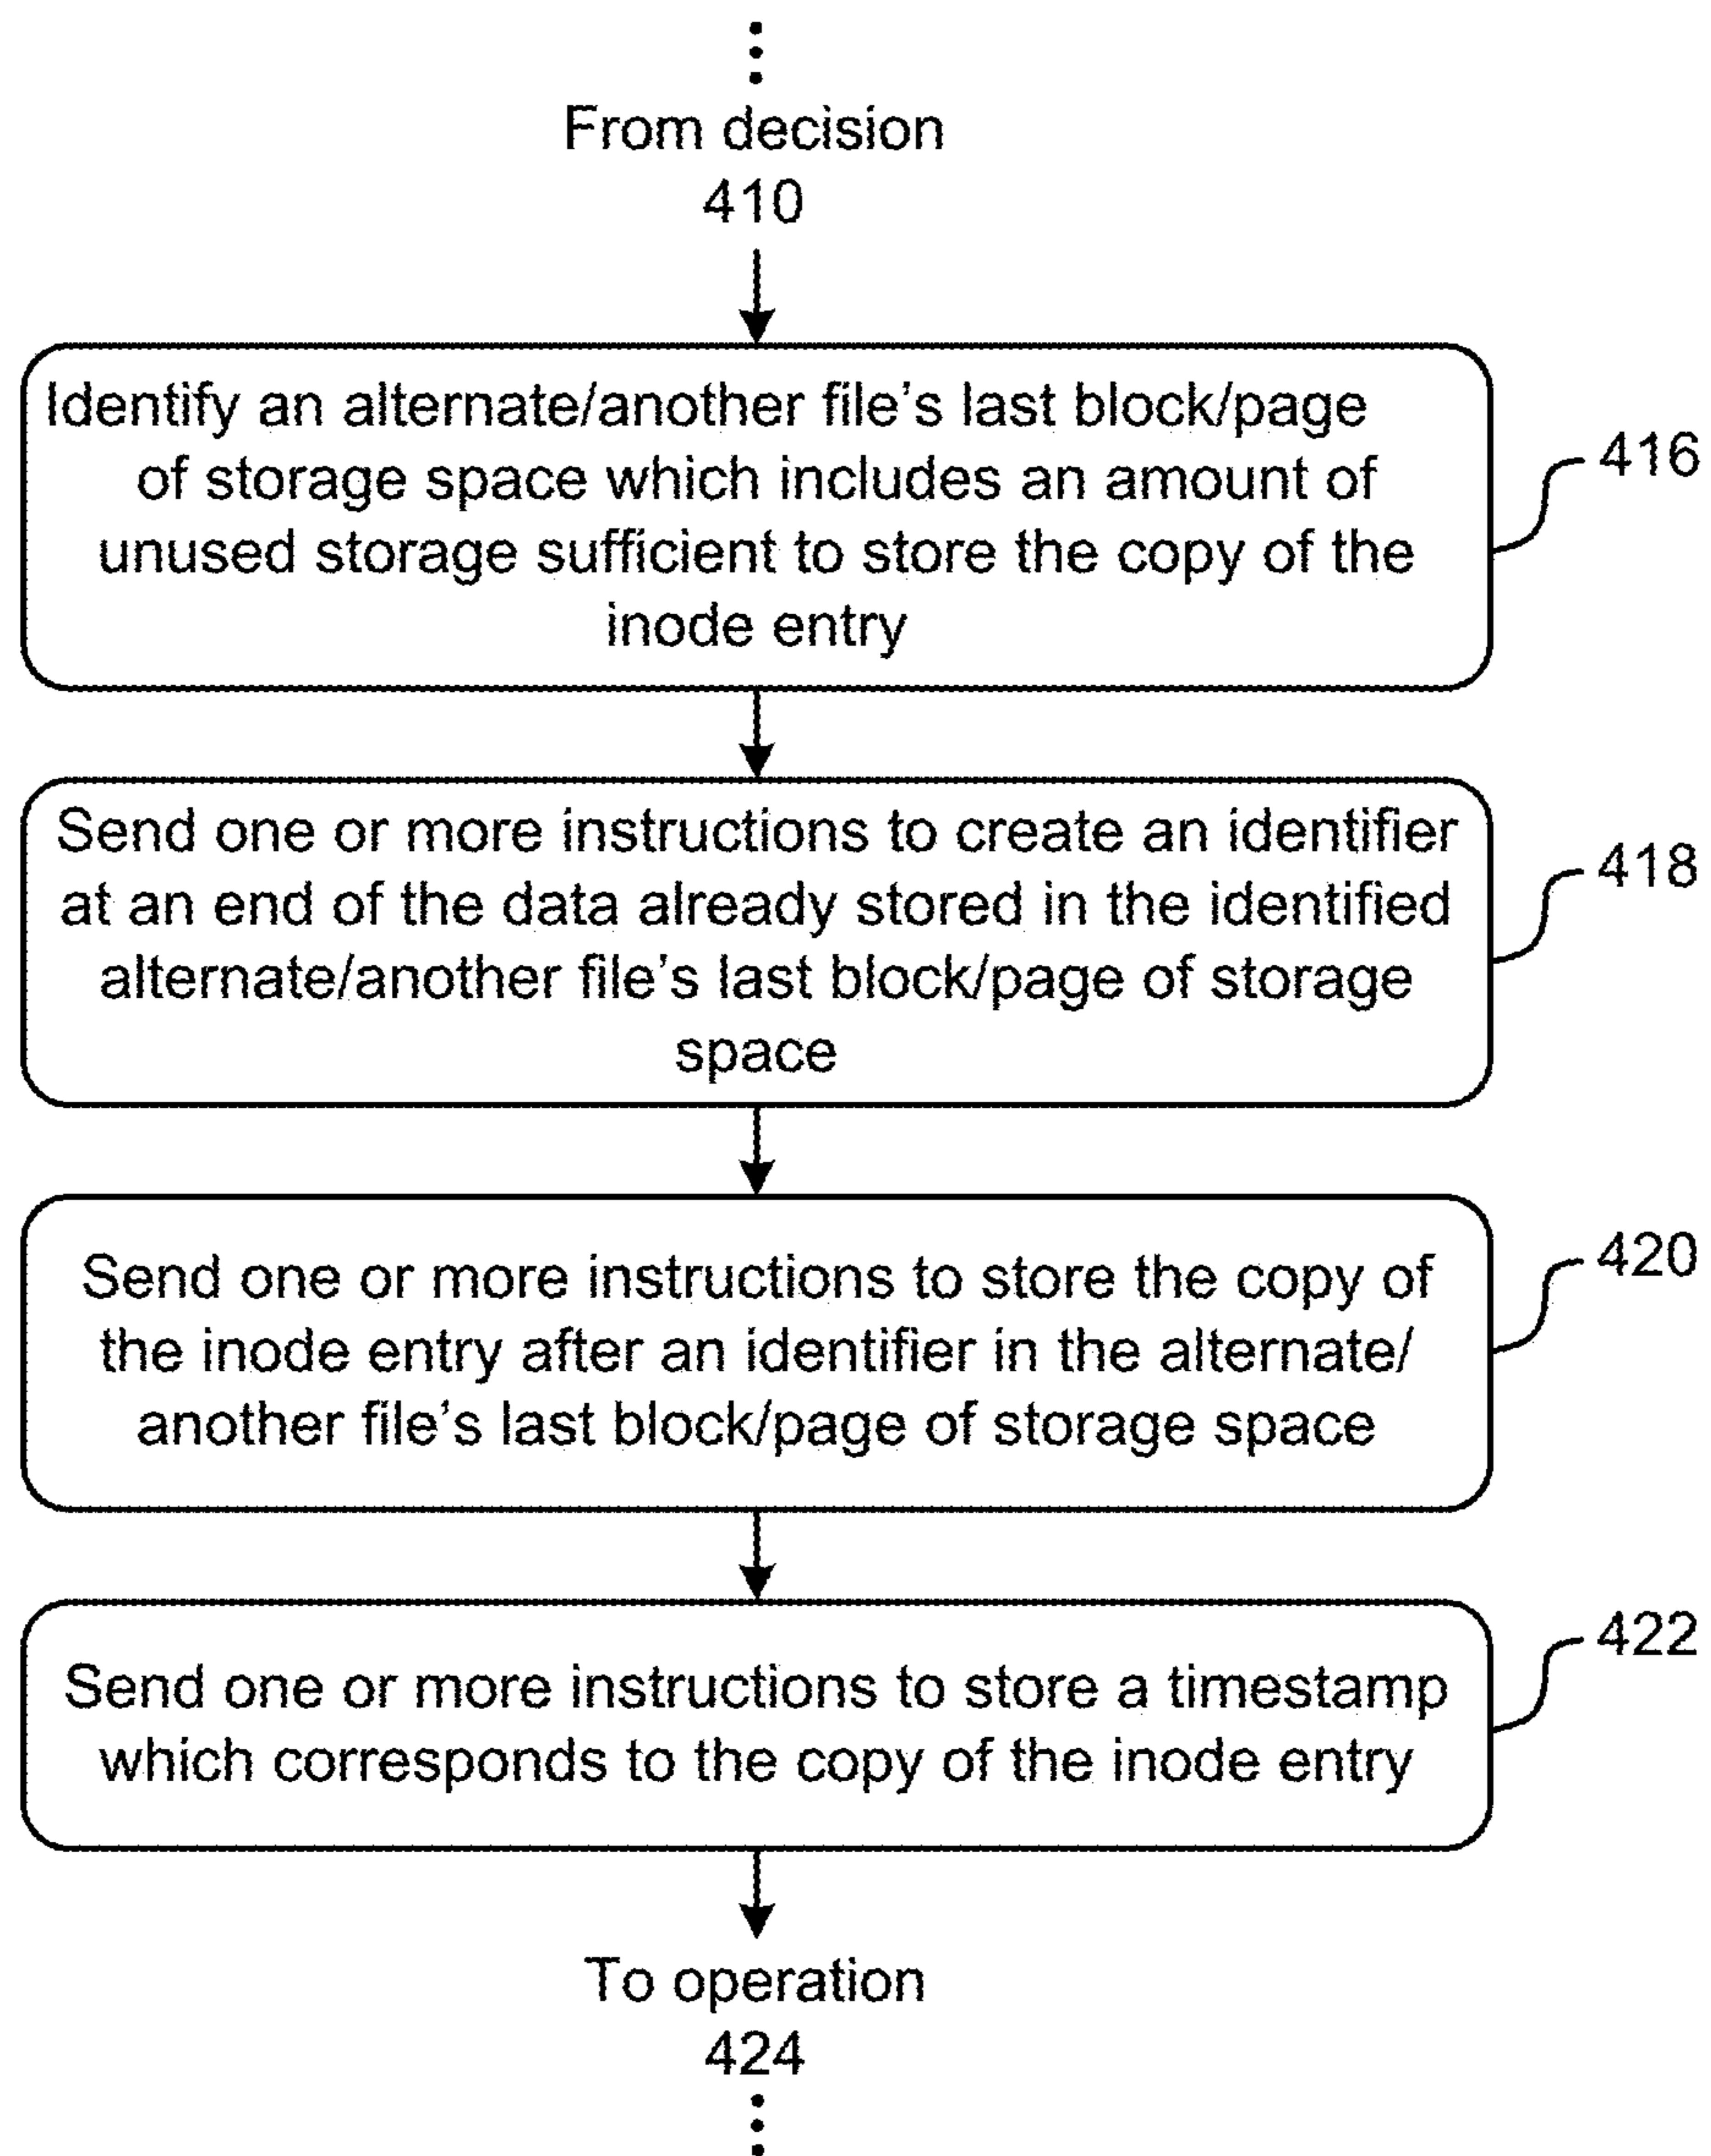 From decision
410
Identify an alternate/another file’s last block/page
of storage space which includes an amount of
unused storage sufficient to store the copy of the
inode entry
416
Send one or more instructions to create an identifier
at an end of the data already stored in the identified
alternate/another file’s last block/page of storage
space
418
Send one or more instructions to store the copy of
the inode entry after an identifier in the alternate/
another file’s last block/page of storage space
420
Send one or more instructions to store a timestamp
which corresponds to the copy of the inode entry
422
To operation
424